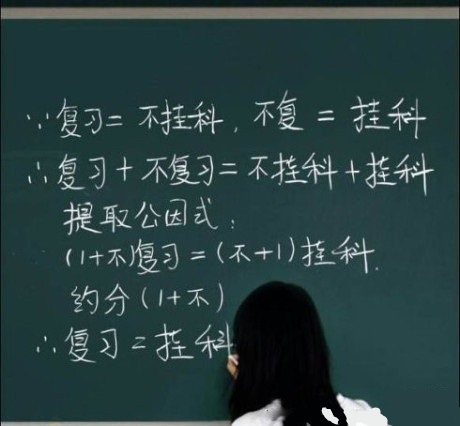 ∵复习=不挂科,不复=挂科
∴复习+不复习=不挂科+挂科
提取公因式:
(1+不)复习=(不+1)挂科.
约分(1+不)
∴复习=挂科